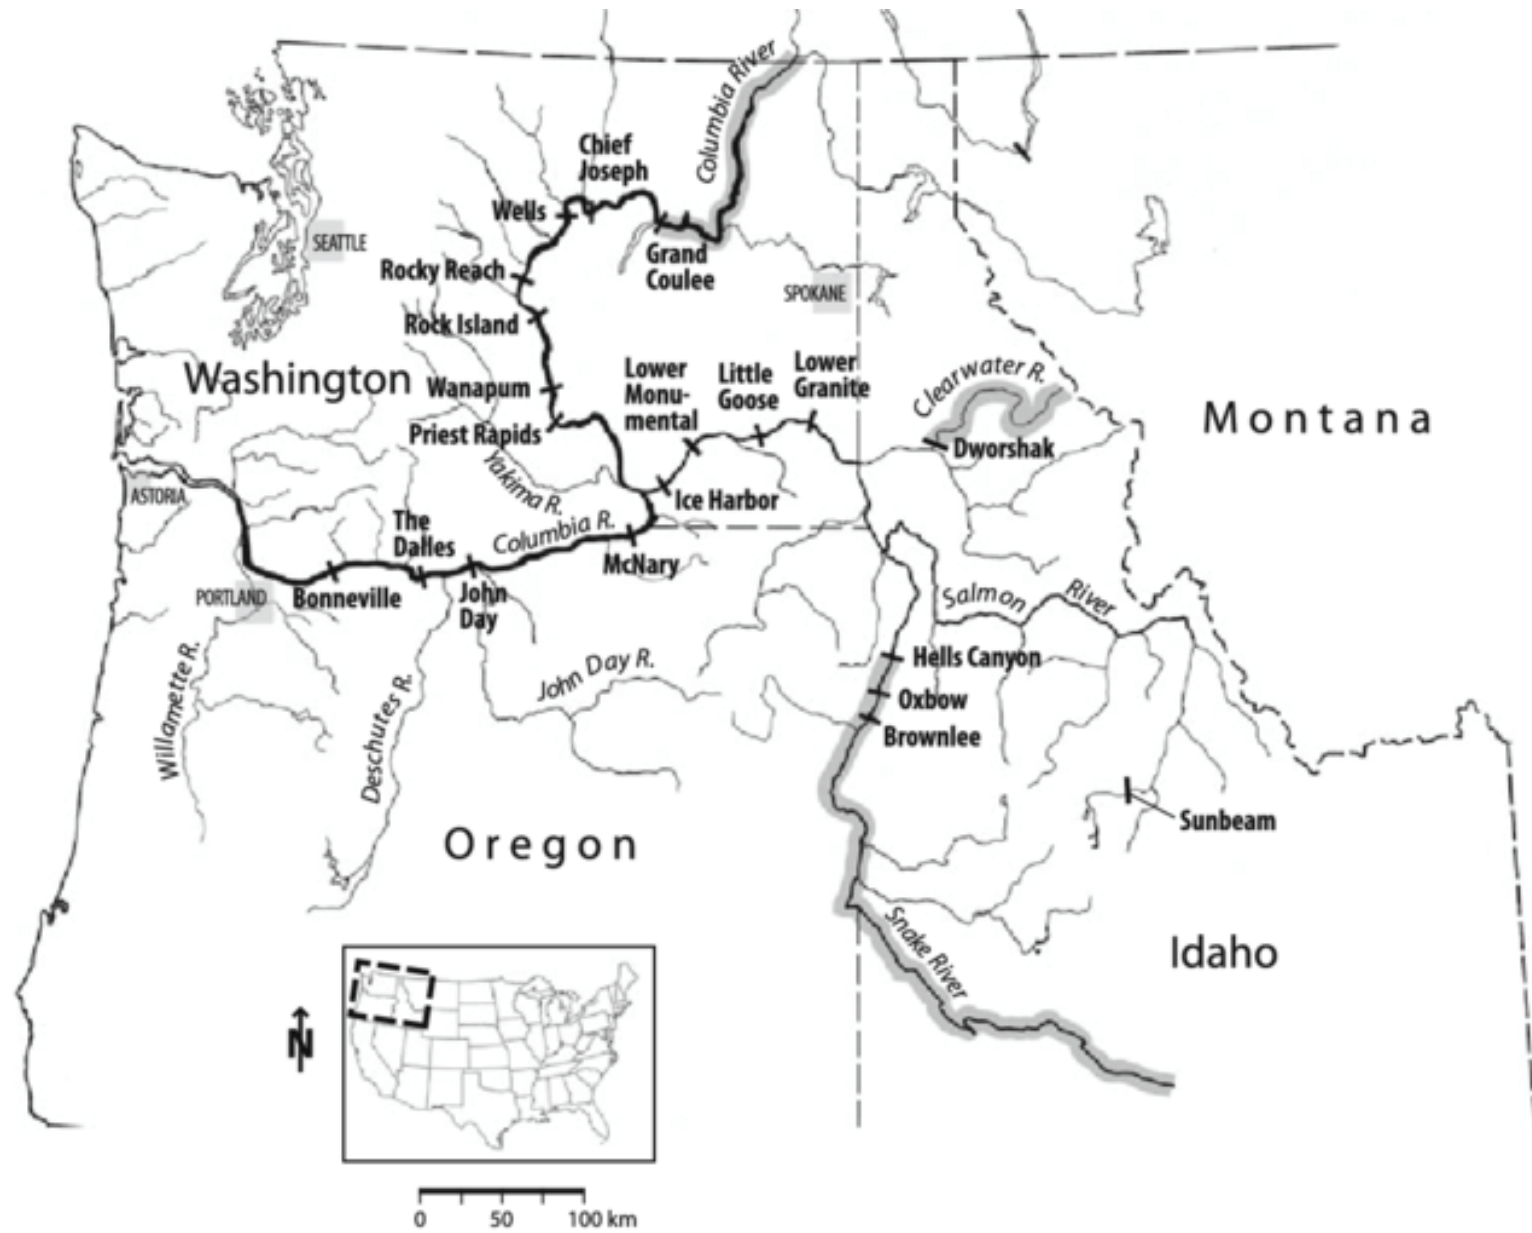 Columbia River
Chief
Joseph
Wells
SEATTLE
Grand
Coulee
Rocky Reach
SPOKANE
Rock Island
Washington
Wanapum
Priest Rapids
Lower
Monu-
mental
Little
Goose
Lower
Granite
Clearwater R.
Dworshak
Montana
Yakima R.
ASTORIA
Ice Harbor
The
Dalles
Columbia R.
McNary
PORTLAND
Bonneville
John
Day
Salmon River
Willamette R.
Deschutes R.
John Day R.
Hells Canyon
Oxbow
Brownlee
Sunbeam
Oregon
Snake River
Idaho
N
0 50 100 km